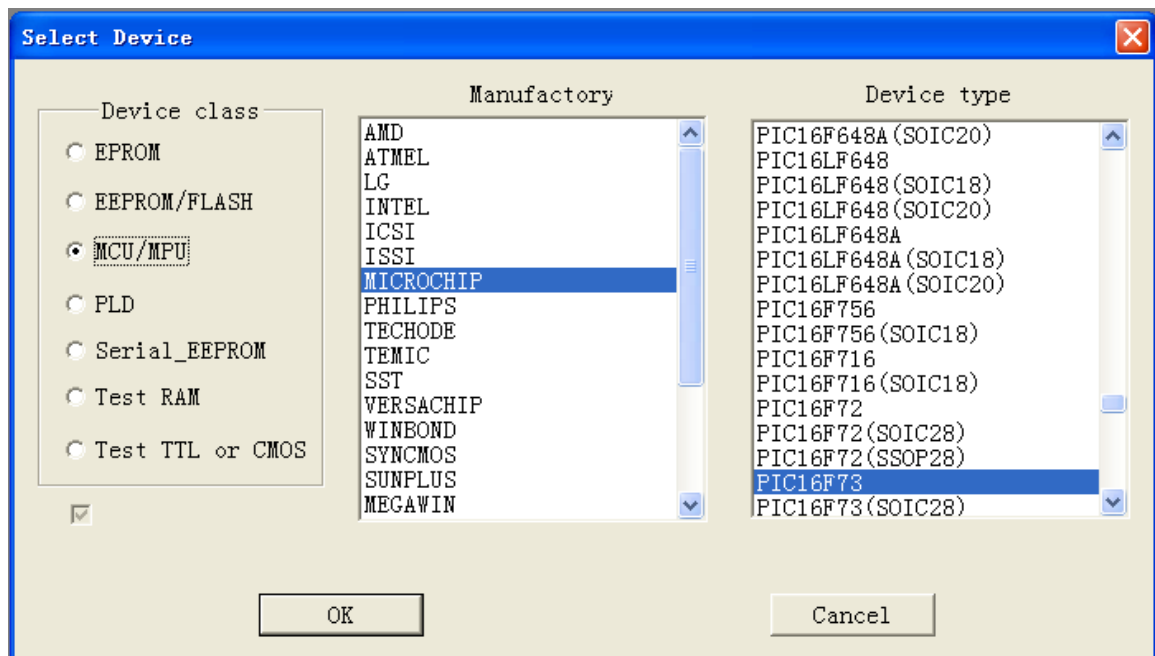 Select Device
Device class
EPROM
EEPROM/FLASH
MCU/MPU
PLD
Serial_EEPROM
Test RAM
Test TTL or CMOS
Manufactory
AMD
ATMEL
LG
INTEL
ICSI
ISSI
MICROCHIP
PHILIPS
TECHODE
TEMIC
SST
VERSACHIP
WINBOND
SYNCMOS
SUNPLUS
MEGAWIN
Device type
PIC16F648A(SOIC20)
PIC16LF648
PIC16LF648(SOIC18)
PIC16LF648(SOIC20)
PIC16LF648A
PIC16LF648A(SOIC18)
PIC16LF648A(SOIC20)
PIC16F756
PIC16F756(SOIC18)
PIC16F716
PIC16F716(SOIC18)
PIC16F72
PIC16F72(SOIC28)
PIC16F72(SSOP28)
PIC16F73
PIC16F73(SOIC28)
OK
Cancel